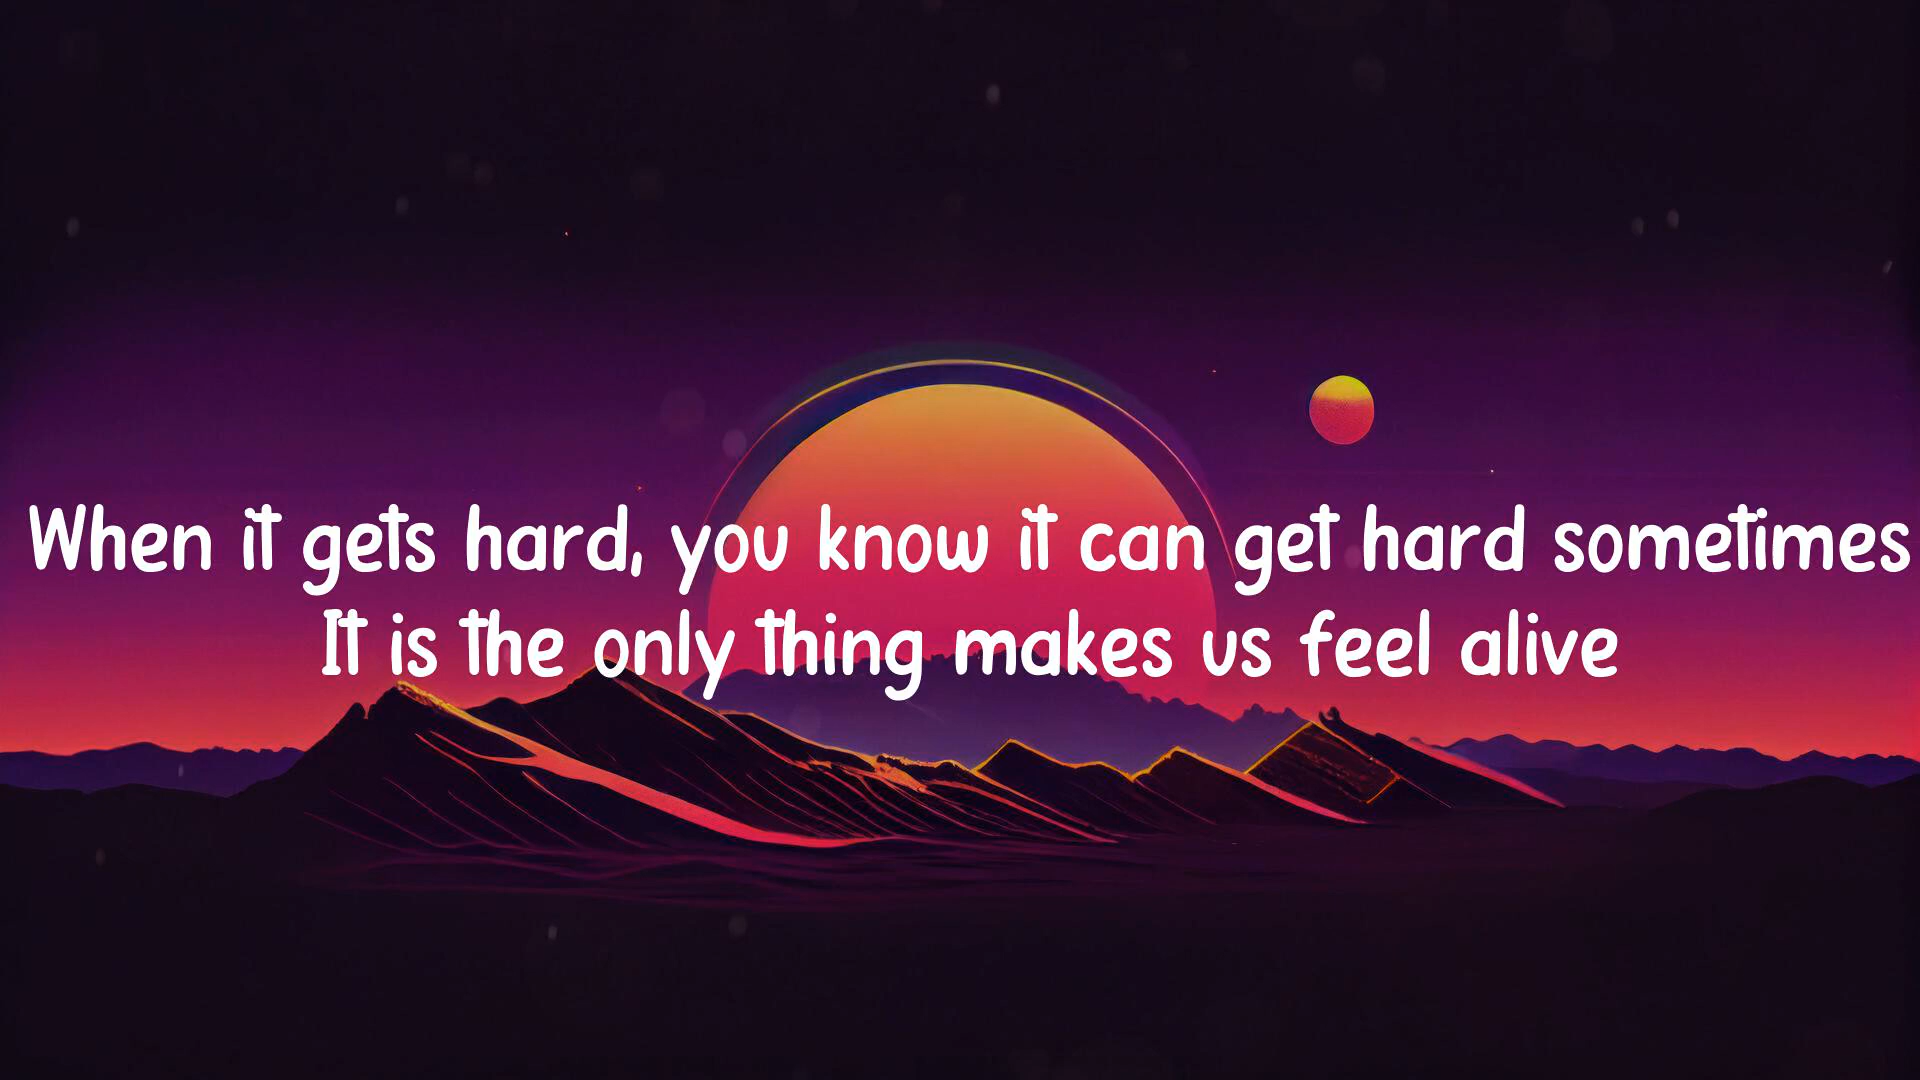 When it gets hard, you know it can get hard sometimes
It is the only thing makes us feel alive